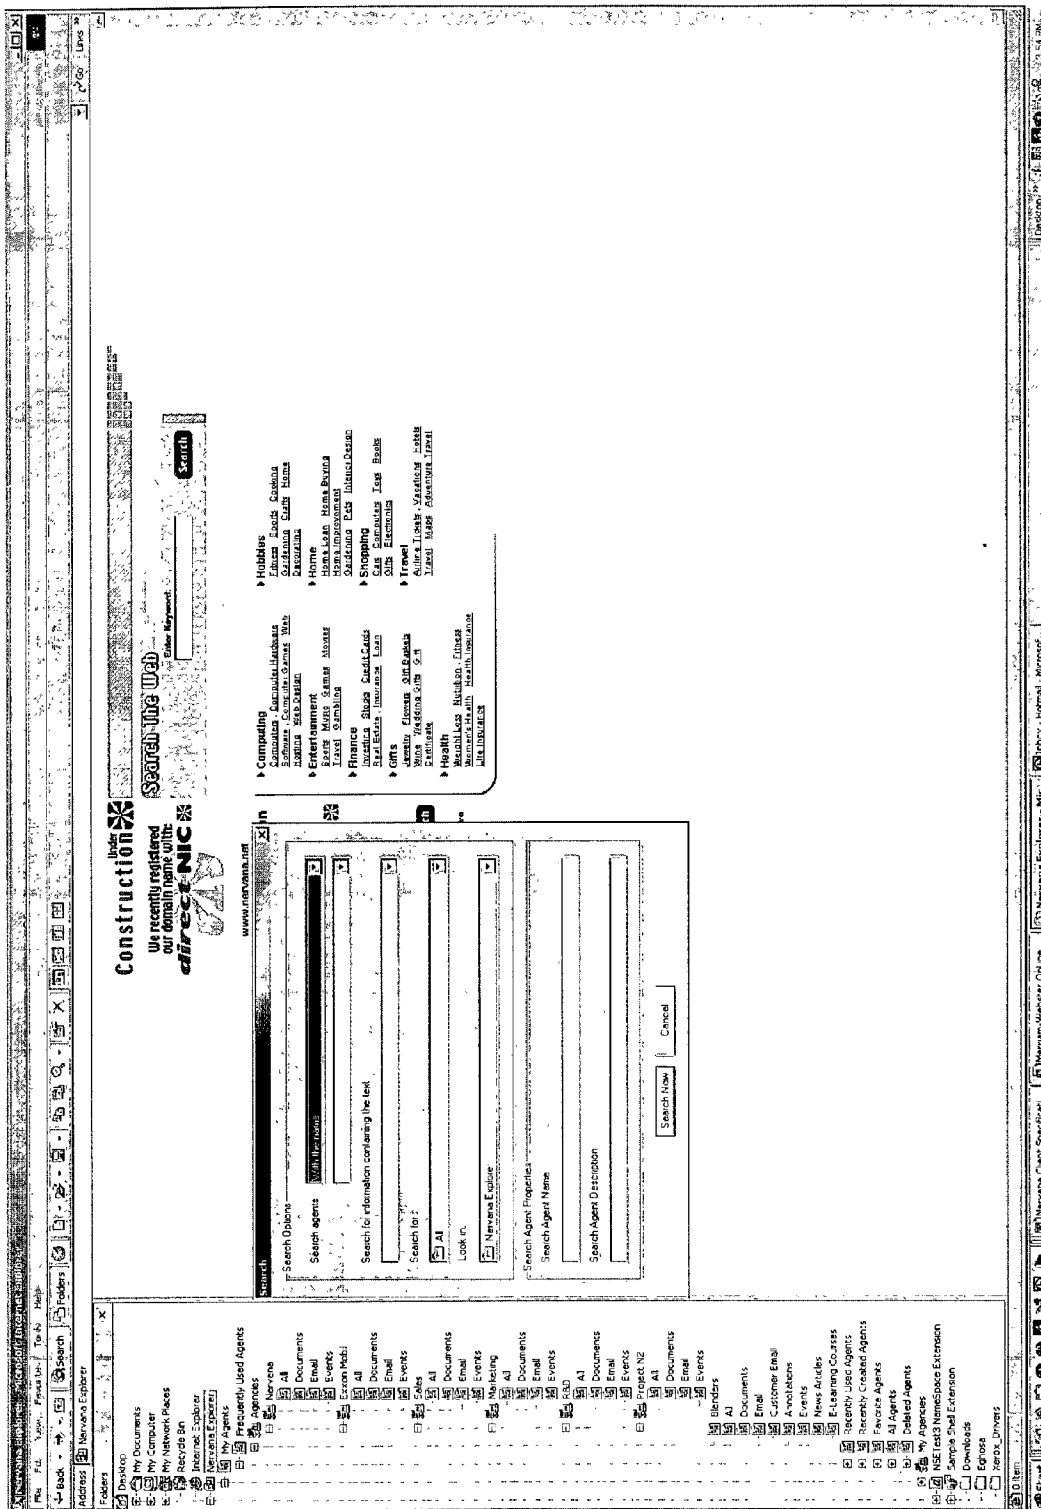 File
Tools Help
Back
Search
Folders
Address Nervana Explorer
Go Links »
Folders
Desktop
My Documents
My Computer
My Network Places
Recycle Bin
Internet Explorer
Nervana Explorer
My Agents
Frequently Used Agents
Agencies
Nervana
All
Documents
Email
Events
Exxon Mobil
All
Documents
Email
Events
Sales
All
Documents
Email
Events
Marketing
All
Documents
Email
Events
R&D
All
Documents
Email
Events
Project N2
All
Documents
Email
Events
Blenders
All
Documents
Email
Customer Email
Annotations
Events
News Articles
E-Learning Courses
Recently Used Agents
Recently Created Agents
Favorite Agents
All Agents
Deleted Agents
My Agencies
NSETest3 NameSpace Extension
Sample Shell Extension
Downloads
Eghosa
Xerox_Drivers
Under
Construction
We recently registered
our domain name with:
directNIC
www.nervana.net
Search The Web
Enter Keyword:
Search
Computing
Computers, Computer Hardware
Software, Computer Games Web
Hosting Web Design
Entertainment
Sports Music Games Movies
Travel Gambling
Finance
Investing Stocks Credit Cards
Real Estate Insurance Loan
Gifts
Jewelry Flowers Gift Baskets
Wine Wedding Gifts Gift
Certificate
Health
Weight Loss Nutrition, Fitness
Women's Health Health Insurance
Life Insurance
Hobbies
Fitness Sports Cooking
Gardening Crafts Home
Decorating
Home
Home Loan Home Buying
Home Improvement
Gardening Pets Interior Design
Shopping
Cars Computers Toys Books
Gifts Electronics
Travel
Airline Tickets, Vacations Hotels
Travel Maps Adventure Travel
Search
Search Options
Search agents
With the name
Search for information containing the text
Search for:
All
Look in:
Nervana Explore
Search Agent Properties
Search Agent Name
Search Agent Description
Search Now
Cancel
0 item
Start
Nervana Client Specificati
Merriam-Webster OnLine
Nervana Explorer - Mic
Inbox, Hotmail, Microsof
Desktop »